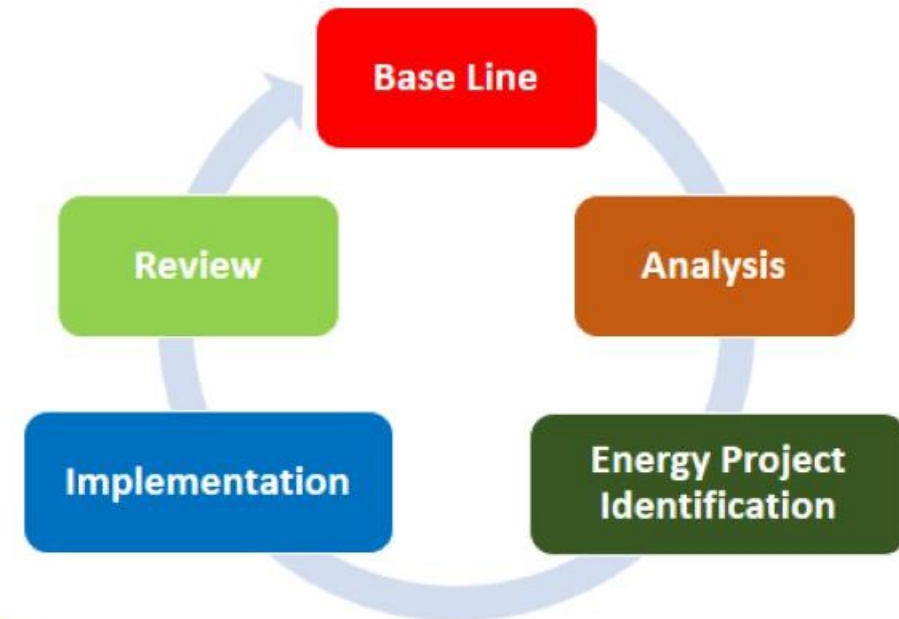 Base Line
Analysis
Energy Project
Identification
Implementation
Review